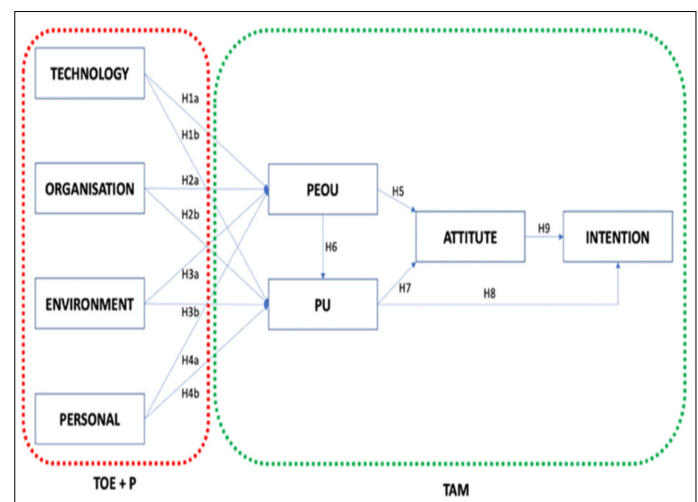 TECHNOLOGY
H1a
H1b
ORGANISATION
H2a
H2b
PEOU
H5
ATTITUTE
H9
INTENTION
H6
ENVIRONMENT
H3a
H3b
PU
H7
H8
H4a
H4b
PERSONAL
TOE + P
TAM